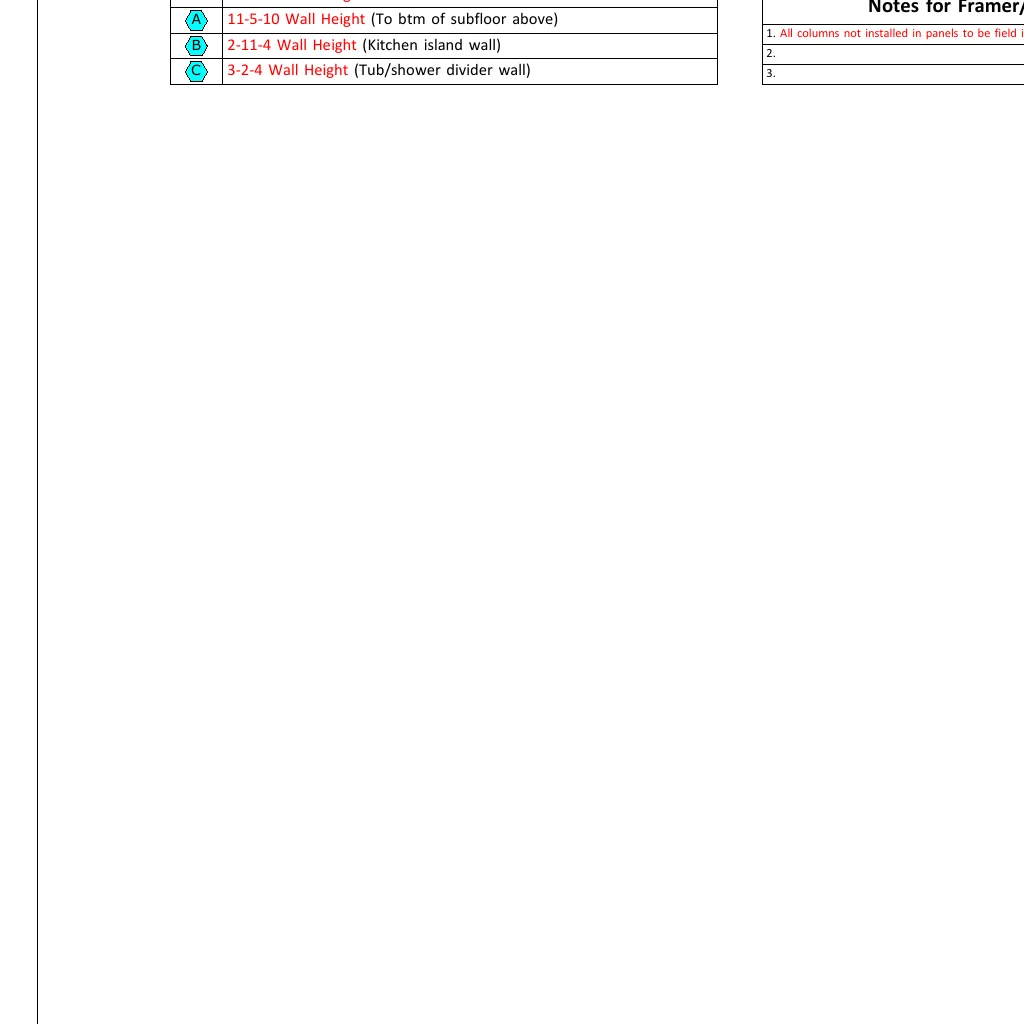 A 11-5-10 Wall Height (To btm of subfloor above)
B 2-11-4 Wall Height (Kitchen island wall)
C 3-2-4 Wall Height (Tub/shower divider wall)
Notes for Framer/
1. All columns not installed in panels to be field
2.
3.